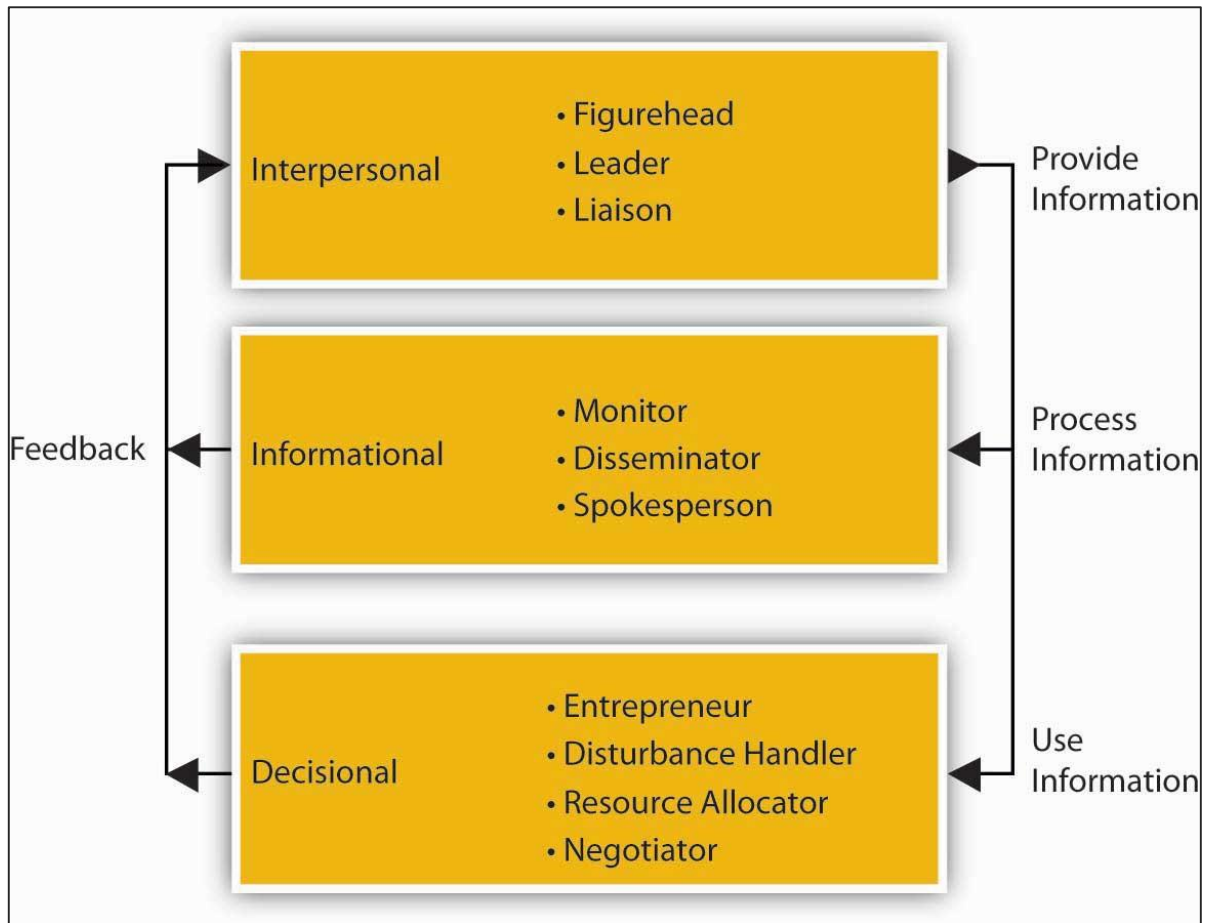 Interpersonal
• Figurehead
• Leader
• Liaison
Provide
Information
Feedback
Informational
• Monitor
• Disseminator
• Spokesperson
Process
Information
Decisional
• Entrepreneur
• Disturbance Handler
• Resource Allocator
• Negotiator
Use
Information